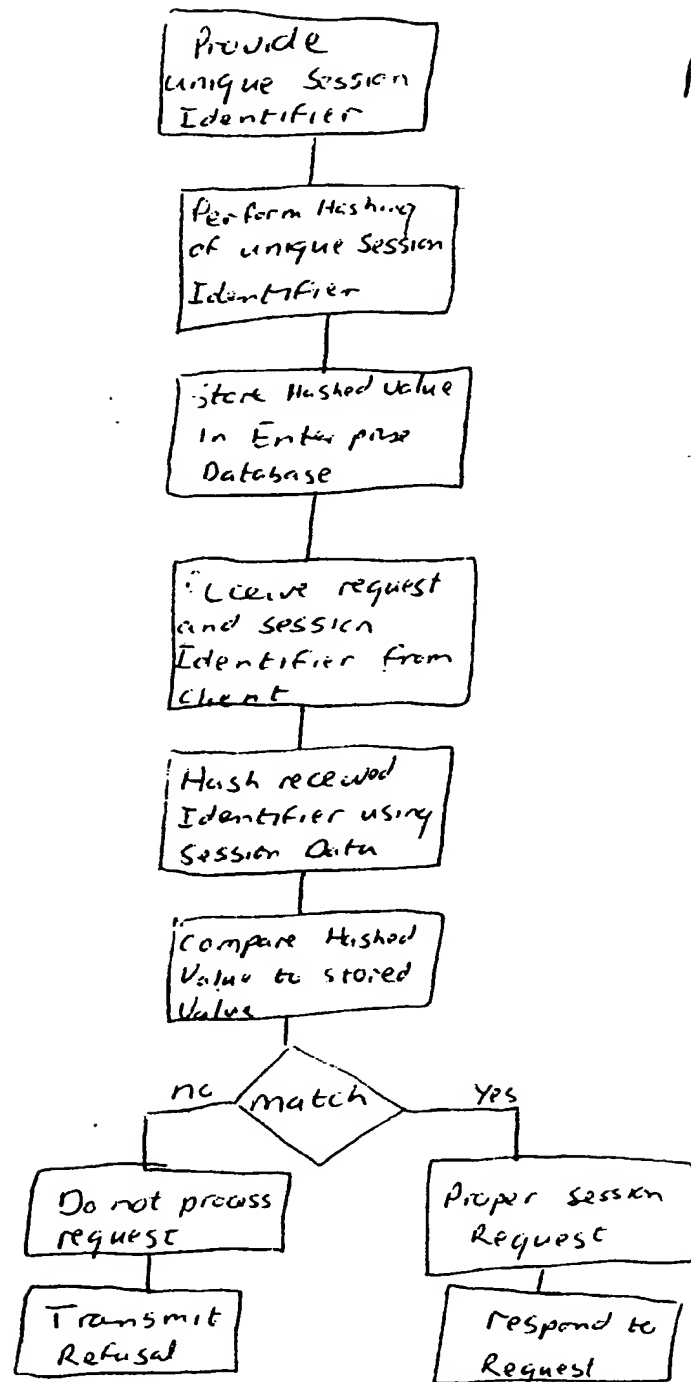 Provide
unique Session
Identifier
Perform Hashing
of unique Session
Identifier
Store Hashed Value
In Enterprise
Database
Receive request
and session
Identifier from
client
Hash received
Identifier using
Session Data
Compare Hashed
Value to stored
Value
match
no
Yes
Do not process
request
Proper session
Request
Transmit
Refusal
respond to
Request